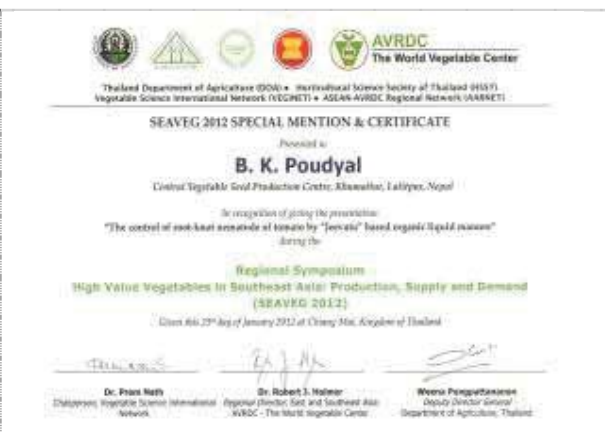 AVRDC
The World Vegetable Center
Thailand Department of Agriculture (DOA) • Horticultural Science Society of Thailand (HSST)
Vegetable Science International Network (VEGINET) • ASEAN-AVRDC Regional Network (AARNET)
SEAVEG 2012 SPECIAL MENTION & CERTIFICATE
Presented to
B. K. Poudyal
Central Vegetable Seed Production Centre, Khumaltar, Lalitpur, Nepal
In recognition of giving the presentation
"The control of root-knot nematode of tomato by "Jeevatu" based organic liquid manure"
during the
Regional Symposium
High Value Vegetables in Southeast Asia: Production, Supply and Demand
(SEAVEG 2012)
Given this 25th day of January 2012 at Chiang Mai, Kingdom of Thailand
Dr. Prem Nath
Chairperson, Vegetable Science International
Network
Dr. Robert J. Holmer
Regional Director, East and Southeast Asia
AVRDC - The World Vegetable Center
Weena Pongpattananon
Deputy Director General
Department of Agriculture, Thailand